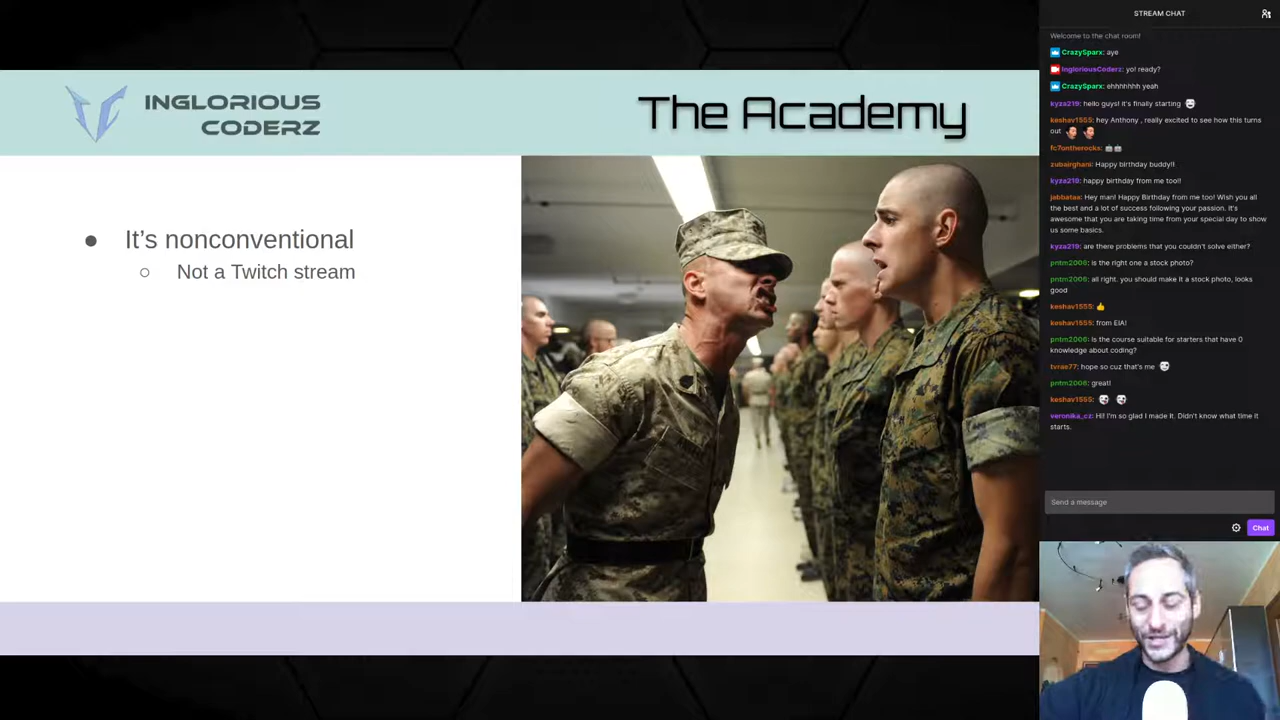 STREAM CHAT
Welcome to the chat room!
CrazySparx: aye
IngloriousCoderz: yo! ready?
CrazySparx: ehhhhhhh yeah
kyza219: hello guys! it's finally starting
keshav1555: hey Anthony , really excited to see how this turns
out
fc7ontherocks:
zubairghani: Happy birthday buddy!!
kyza219: happy birthday from me too!!
jabbataa: Hey man! Happy Birthday from me too! Wish you all
the best and a lot of success following your passion. It's
awesome that you are taking time from your special day to show
us some basics.
kyza219: are there problems that you couldn't solve either?
pntm2006: is the right one a stock photo?
pntm2006: all right. you should make it a stock photo, looks
good
keshav1555:
keshav1555: from EIA!
pntm2006: is the course suitable for starters that have 0
knowledge about coding?
tvrae77: hope so cuz that's me
pntm2006: great!
keshav1555:
veronika_cz: Hi! I'm so glad I made it. Didn't know what time it
starts.
Send a message
Chat
INGLORIOUS
CODERZ
The Academy
● It’s nonconventional
○ Not a Twitch stream